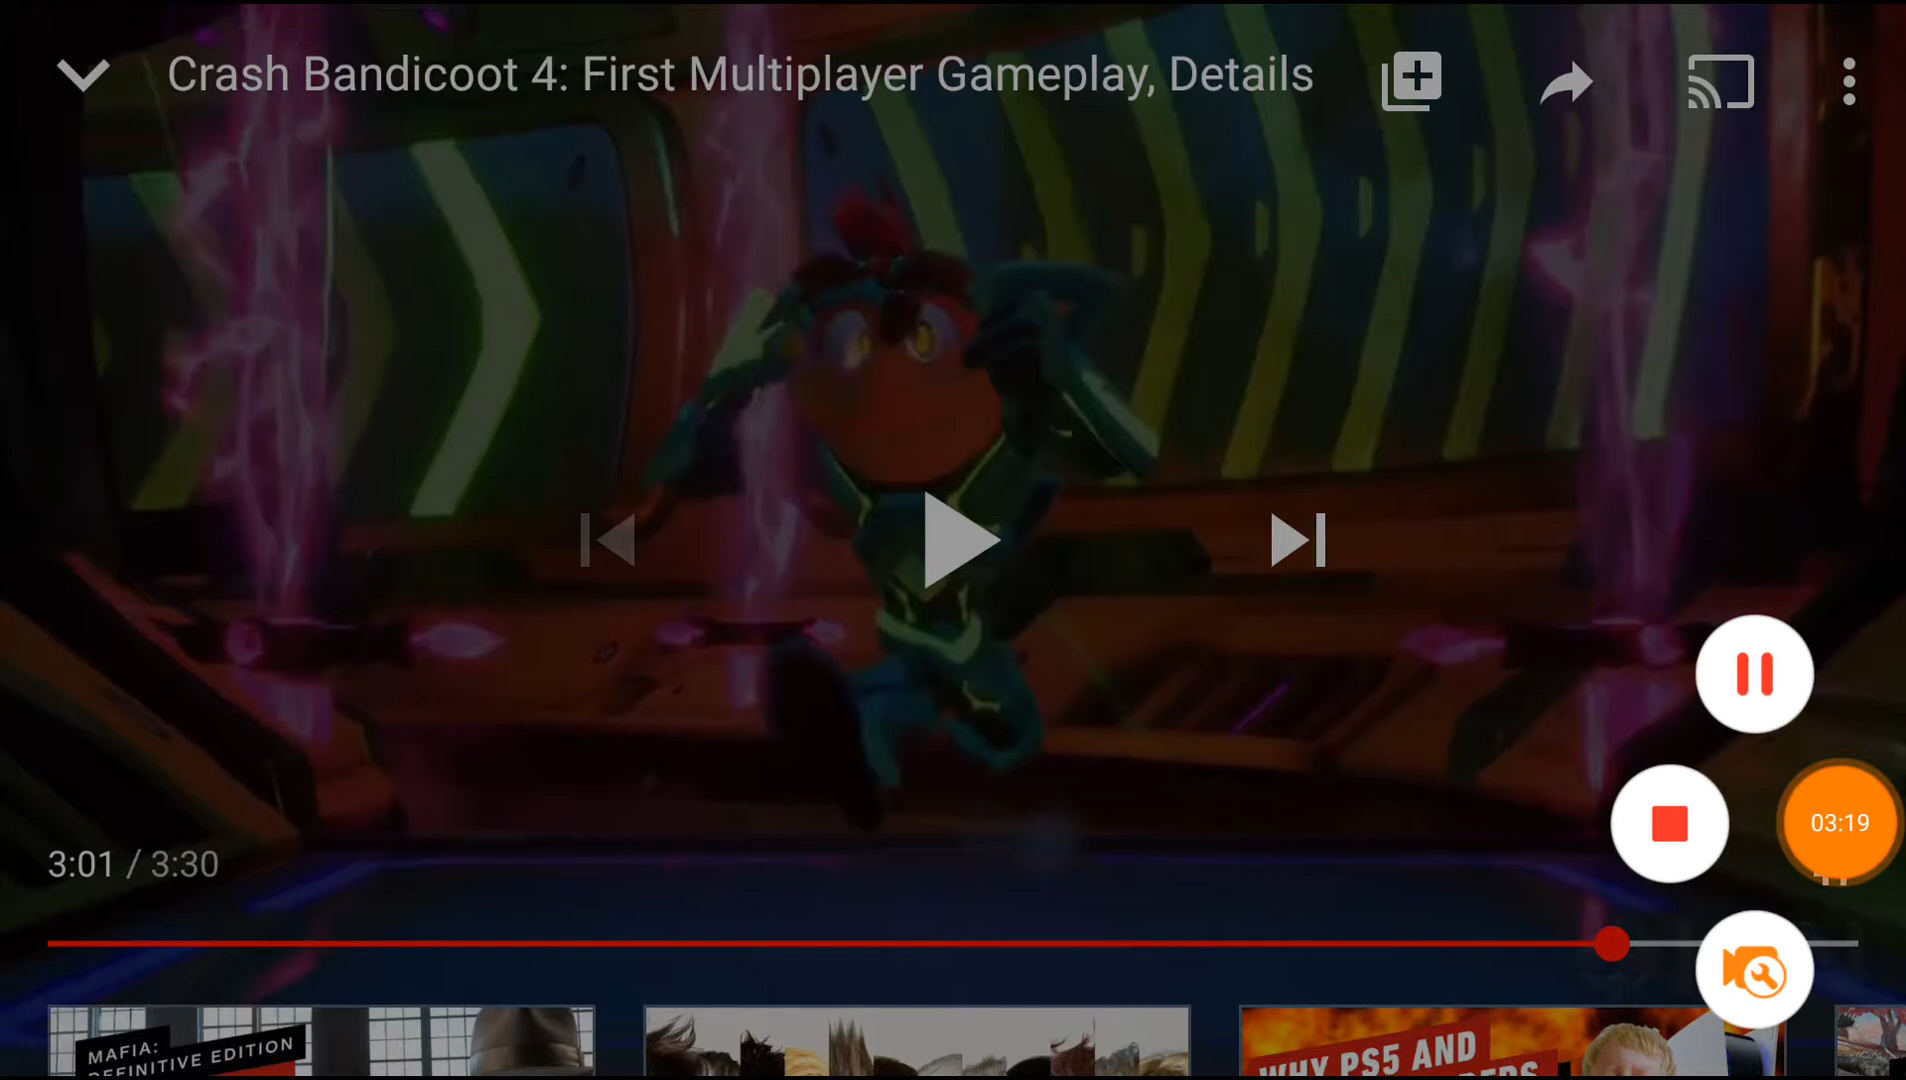 Crash Bandicoot 4: First Multiplayer Gameplay, Details
03:19
3:01 / 3:30
MAFIA:
DEFINITIVE EDITION
WHY PS5 AND